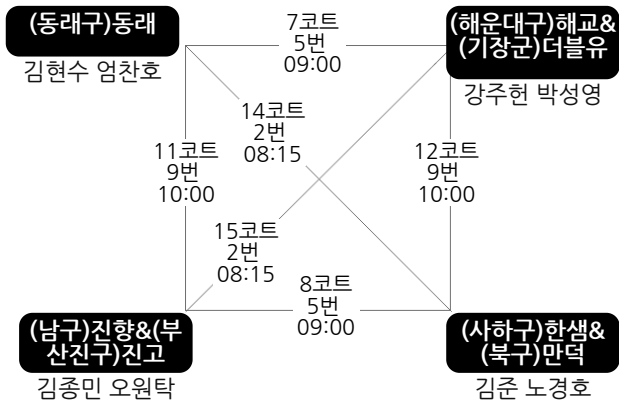 (동래구)동래
김현수 엄찬호
7코트
5번
09:00
(해운대구)해교&
(기장군)더블유
강주헌 박성영
14코트
2번
08:15
11코트
9번
10:00
12코트
9번
10:00
15코트
2번
08:15
8코트
5번
09:00
(남구)진향&(부
산진구)진고
김종민 오원탁
(사하구)한샘&
(북구)만덕
김준 노경호